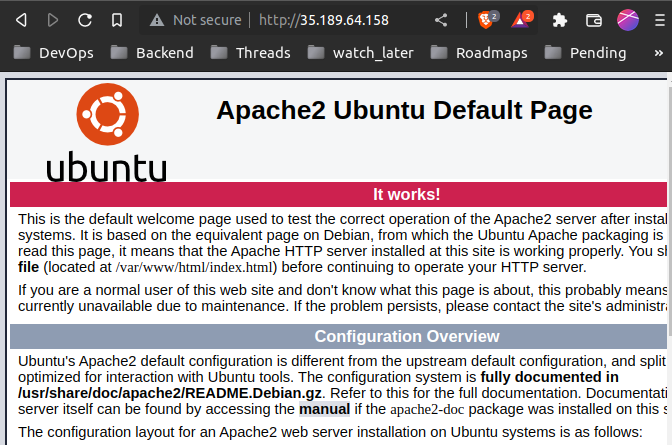 Not secure http://35.189.64.158 2 2
DevOps Backend Threads watch_later Roadmaps Pending »
ubuntu
Apache2 Ubuntu Default Page
It works!
This is the default welcome page used to test the correct operation of the Apache2 server after instal
systems. It is based on the equivalent page on Debian, from which the Ubuntu Apache packaging is
read this page, it means that the Apache HTTP server installed at this site is working properly. You s
file (located at /var/www/html/index.html) before continuing to operate your HTTP server.
If you are a normal user of this web site and don't know what this page is about, this probably means
currently unavailable due to maintenance. If the problem persists, please contact the site's administr
Configuration Overview
Ubuntu's Apache2 default configuration is different from the upstream default configuration, and split
optimized for interaction with Ubuntu tools. The configuration system is fully documented in
/usr/share/doc/apache2/README.Debian.gz. Refer to this for the full documentation. Documentati
server itself can be found by accessing the manual if the apache2-doc package was installed on this s
The configuration layout for an Apache2 web server installation on Ubuntu systems is as follows: